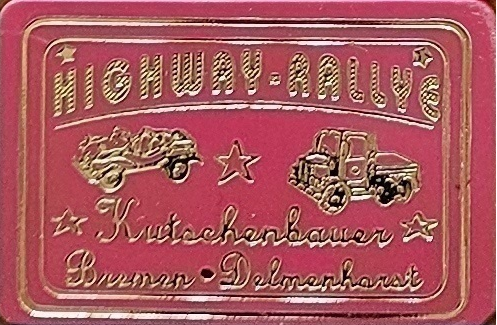 HIGHWAY-RALLYE
Kutschenbauer
Bremen • Delmenhorst